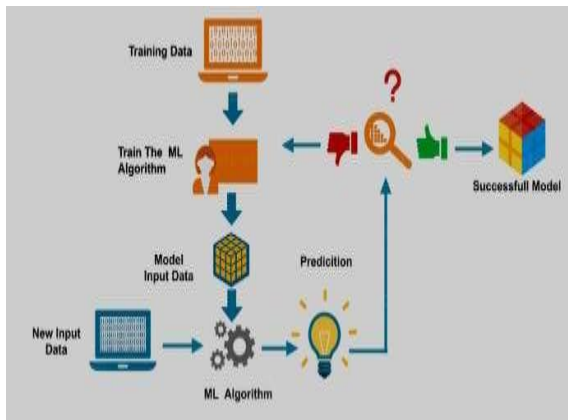 Training Data
?
Train The ML
Algorithm
Successfull Model
Model
Input Data
Predicition
New Input
Data
ML Algorithm